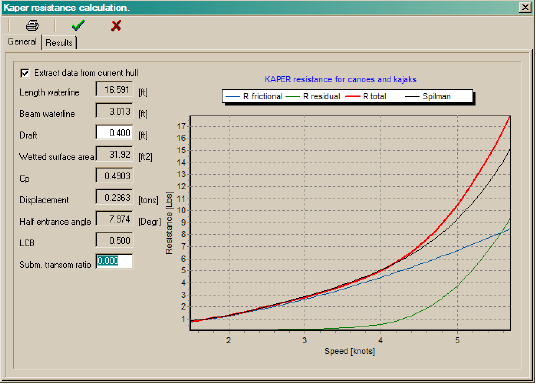 Kaper resistance calculation.
General
Results
Extract data from current hull
Length waterline 16.591 [ft]
Beam waterline 3.013 [ft]
Draft 0.400 [ft]
Wetted surface area 31.92 [ft2]
Cp 0.4903
Displacement 0.2363 [tons]
Half entrance angle 7.974 [Degr]
LCB 0.500
Subm. transom ratio 0.000
KAPER resistance for canoes and kajaks
R frictional R residual R total Spilman
17
16
15
14
13
12
11
10
9
8
7
6
5
4
3
2
1
Resistance [Lbs]
2 3 4 5
Speed [knots]